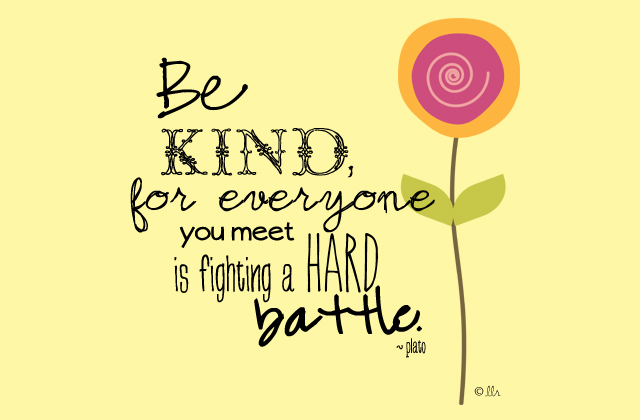 Be
KIND,
for everyone
you meet
is fighting a HARD
battle.
~ plato
© llr